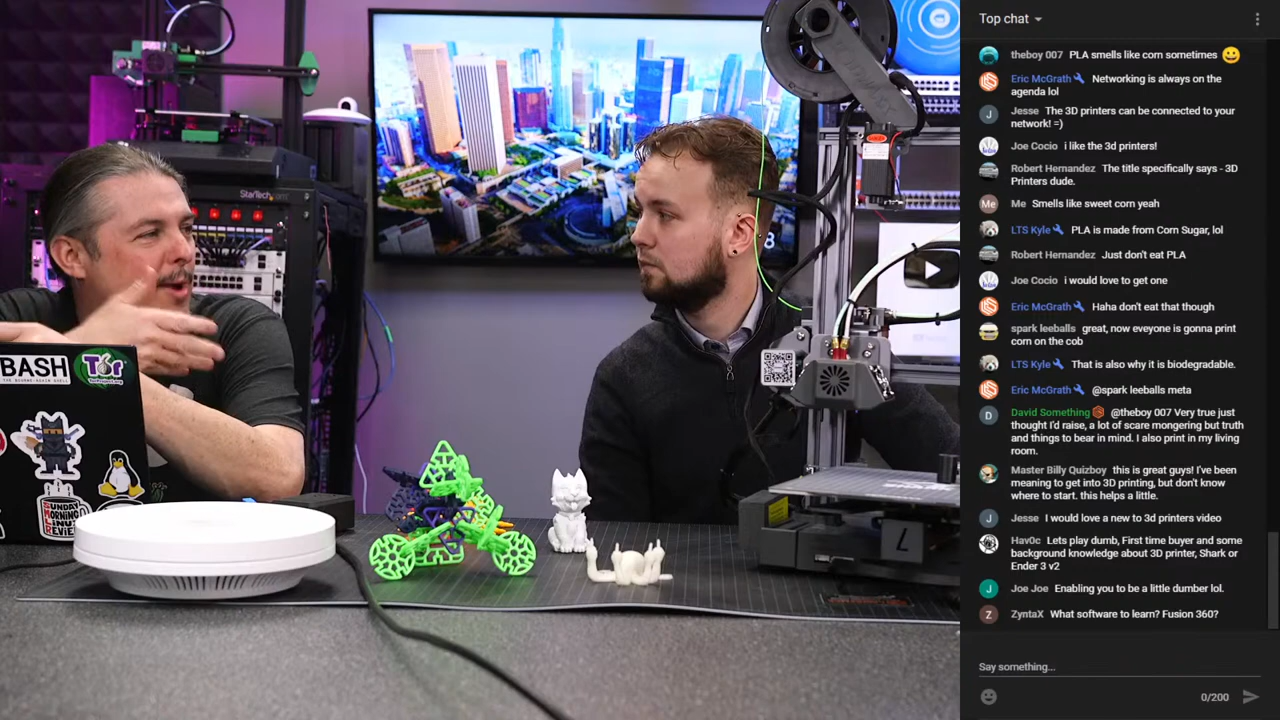 StarTech
BASH
THE BOURNE-AGAIN SHELL
Tor
TorProject.org
SUNDAY
MORNING
LINUX
REVIEW
8
L
Top chat
theboy 007 PLA smells like corn sometimes 😀
Eric McGrath Networking is always on the
agenda lol
Jesse The 3D printers can be connected to your
network! =)
Joe Cocio i like the 3d printers!
Robert Hernandez The title specifically says - 3D
Printers dude.
Me Me Smells like sweet corn yeah
LTS Kyle PLA is made from Corn Sugar, lol
Robert Hernandez Just don't eat PLA
Joe Cocio i would love to get one
Eric McGrath Haha don't eat that though
spark leeballs great, now eveyone is gonna print
corn on the cob
LTS Kyle That is also why it is biodegradable.
Eric McGrath @spark leeballs meta
D David Something @theboy 007 Very true just
thought I'd raise, a lot of scare mongering but truth
and things to bear in mind. I also print in my living
room.
Master Billy Quizboy this is great guys! I've been
meaning to get into 3D printing, but don't know
where to start. this helps a little.
J Jesse I would love a new to 3d printers video
Hav0c Lets play dumb, First time buyer and some
background knowledge about 3D printer, Shark or
Ender 3 v2
J Joe Joe Enabling you to be a little dumber lol.
Z ZyntaX What software to learn? Fusion 360?
Say something...
0/200